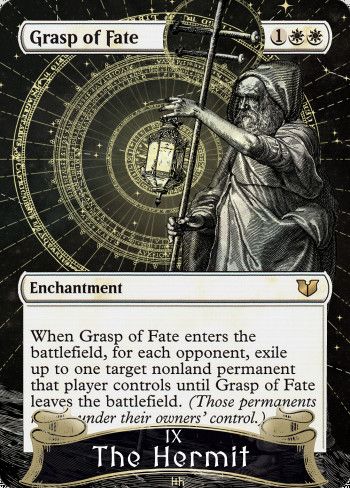 Grasp of Fate 1
Enchantment
When Grasp of Fate enters the
battlefield, for each opponent, exile
up to one target nonland permanent
that player controls until Grasp of Fate
leaves the battlefield. (Those permanents
under their owners' control.)
IX
The Hermit